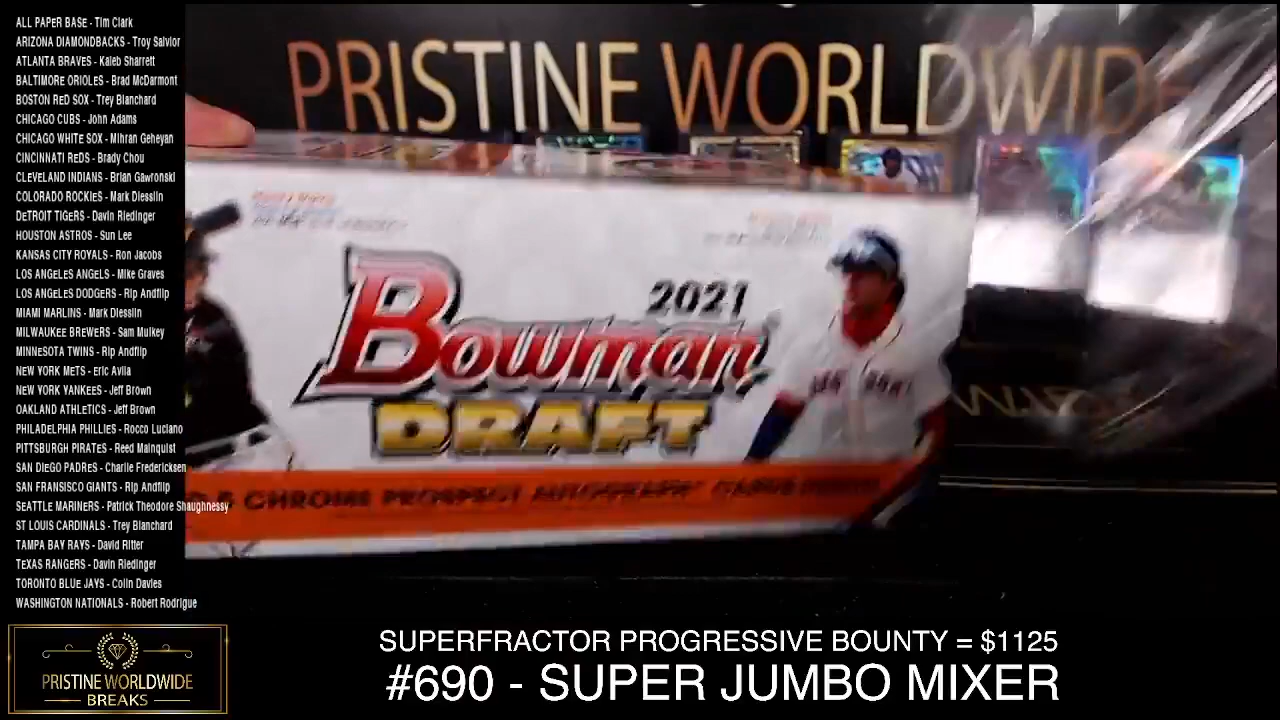 ALL PAPER BASE - Tim Clark
ARIZONA DIAMONDBACKS - Troy Salvior
ATLANTA BRAVES - Kaleb Sharrett
BALTIMORE ORIOLES - Brad McDarmont
BOSTON RED SOX - Trey Blanchard
CHICAGO CUBS - John Adams
CHICAGO WHITE SOX - Mihran Geheyan
CINCINNATI REDS - Brady Chou
CLEVELAND INDIANS - Brian Gawronski
COLORADO ROCKIES - Mark Diesslin
DETROIT TIGERS - Davin Riedinger
HOUSTON ASTROS - Sun Lee
KANSAS CITY ROYALS - Ron Jacobs
LOS ANGELES ANGELS - Mike Graves
LOS ANGELES DODGERS - Rip Andflip
MIAMI MARLINS - Mark Diesslin
MILWAUKEE BREWERS - Sam Mulkey
MINNESOTA TWINS - Rip Andflip
NEW YORK METS - Eric Avila
NEW YORK YANKEES - Jeff Brown
OAKLAND ATHLETICS - Jeff Brown
PHILADELPHIA PHILLIES - Rocco Luciano
PITTSBURGH PIRATES - Reed Mainquist
SAN DIEGO PADRES - Charlie Fredericksen
SAN FRANSISCO GIANTS - Rip Andflip
SEATTLE MARINERS - Patrick Theodore Shaughnessy
ST LOUIS CARDINALS - Trey Blanchard
TAMPA BAY RAYS - David Ritter
TEXAS RANGERS - Davin Riedinger
TORONTO BLUE JAYS - Colin Davies
WASHINGTON NATIONALS - Robert Rodrigue
PRISTINE WORLDWIDE
BREAKS
PRISTINE WORLDWIDE
2021
Bowman
DRAFT
CHROME PROSPECT AUTOGRAPH
SUPERFRACTOR PROGRESSIVE BOUNTY = $1125
#690 - SUPER JUMBO MIXER